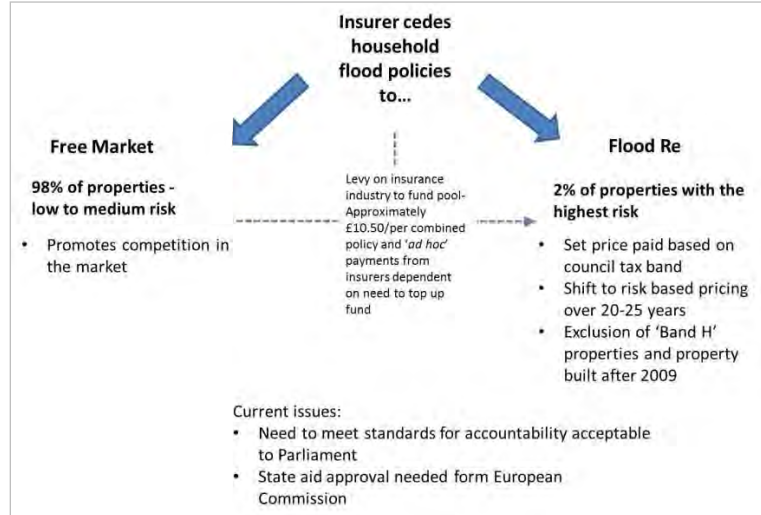 Insurer cedes
household
flood policies
to...
Free Market
98% of properties -
low to medium risk
• Promotes competition in
the market
Levy on insurance
industry to fund pool-
Approximately
£10.50/per combined
policy and 'ad hoc'
payments from
insurers dependent
on need to top up
fund
Flood Re
2% of properties with the
highest risk
• Set price paid based on
council tax band
• Shift to risk based pricing
over 20-25 years
• Exclusion of 'Band H'
properties and property
built after 2009
Current issues:
• Need to meet standards for accountability acceptable
to Parliament
• State aid approval needed form European
Commission